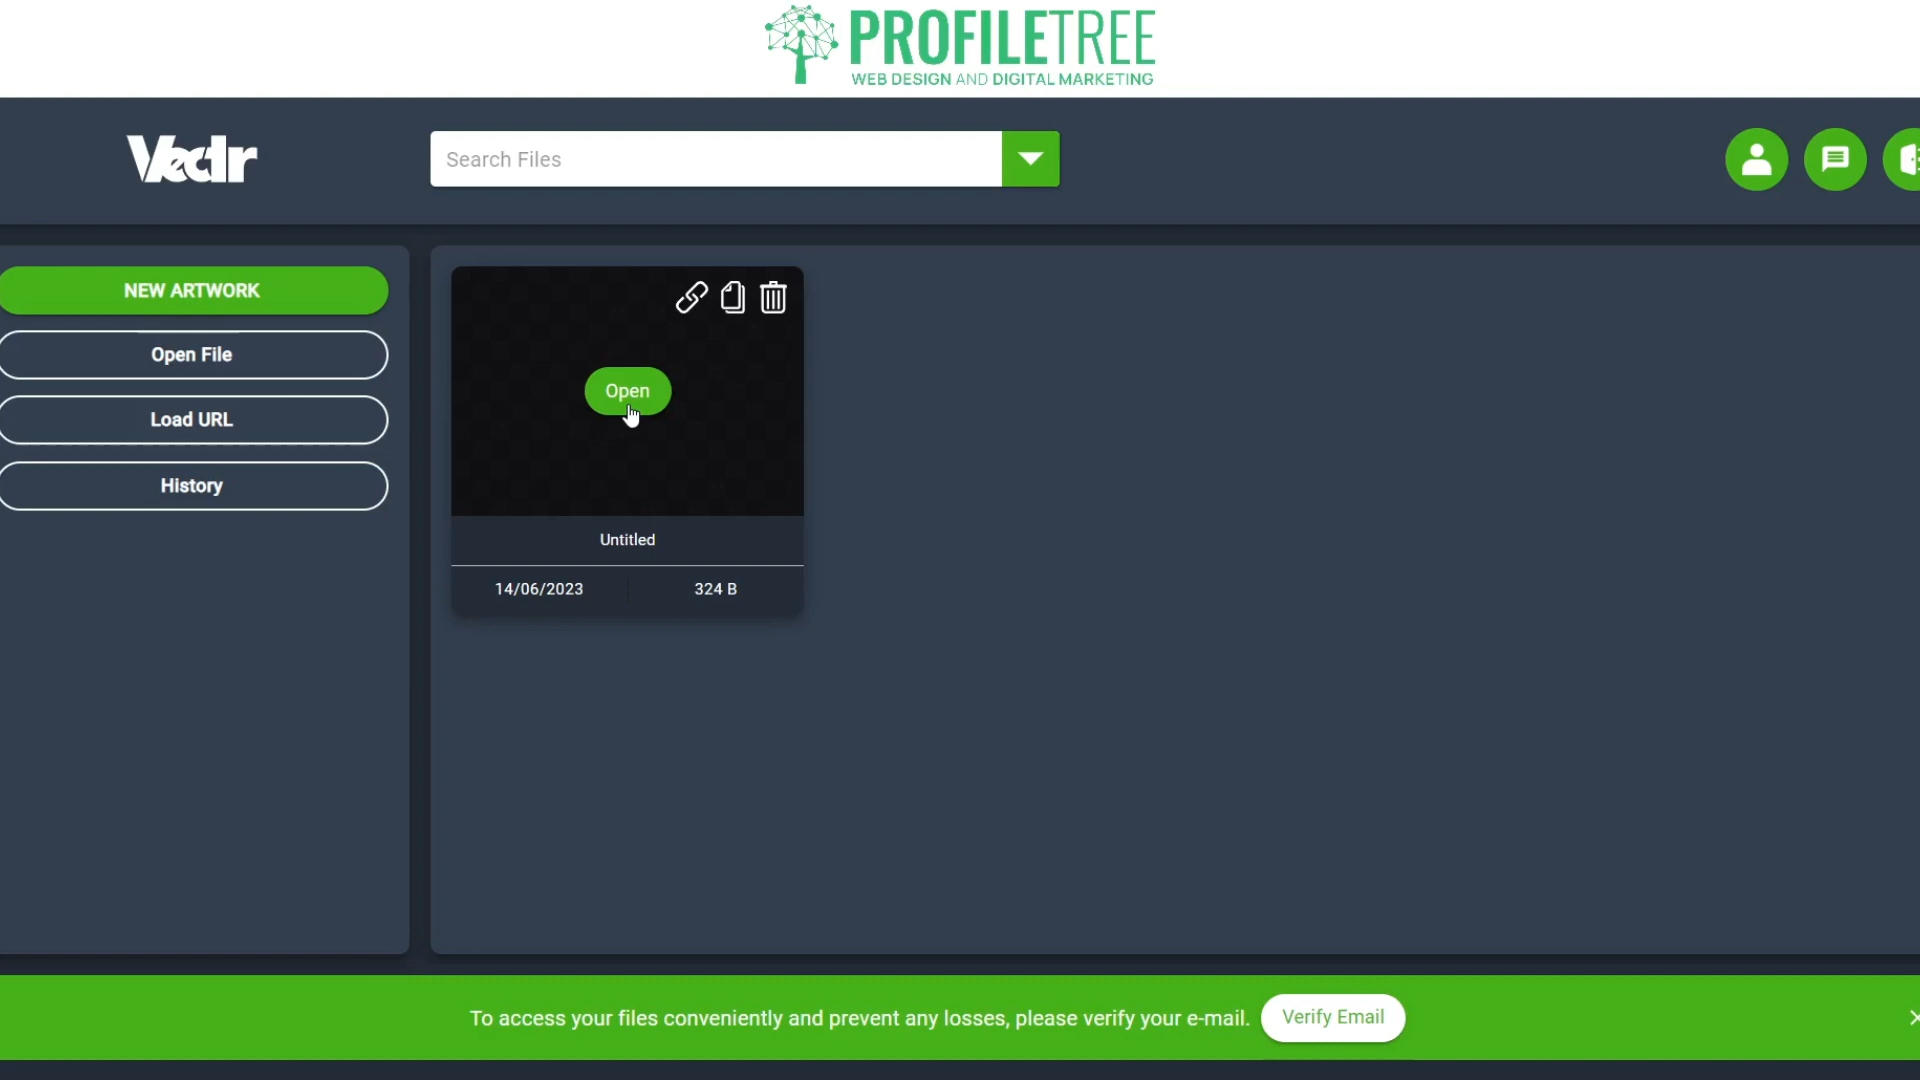 PROFILETREE
WEB DESIGN AND DIGITAL MARKETING
Vectr
Search Files
NEW ARTWORK
Open File
Load URL
History
Open
Untitled
14/06/2023
324 B
To access your files conveniently and prevent any losses, please verify your e-mail.
Verify Email